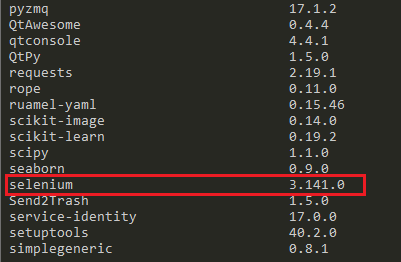 pyzmq 17.1.2
QtAwesome 0.4.4
qtconsole 4.4.1
QtPy 1.5.0
requests 2.19.1
rope 0.11.0
ruamel-yaml 0.15.46
scikit-image 0.14.0
scikit-learn 0.19.2
scipy 1.1.0
seaborn 0.9.0
selenium 3.141.0
Send2Trash 1.5.0
service-identity 17.0.0
setuptools 40.2.0
simplegeneric 0.8.1